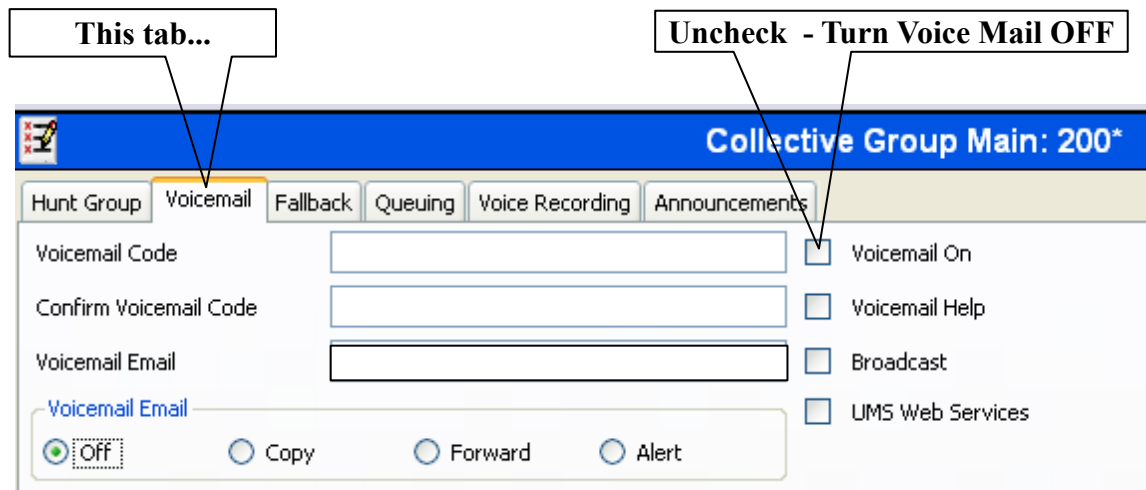 This tab...
Uncheck - Turn Voice Mail OFF
Collective Group Main: 200*
Hunt Group Voicemail Fallback Queuing Voice Recording Announcements
Voicemail Code
Voicemail On
Confirm Voicemail Code
Voicemail Help
Voicemail Email
Broadcast
Voicemail Email
UMS Web Services
Off Copy Forward Alert